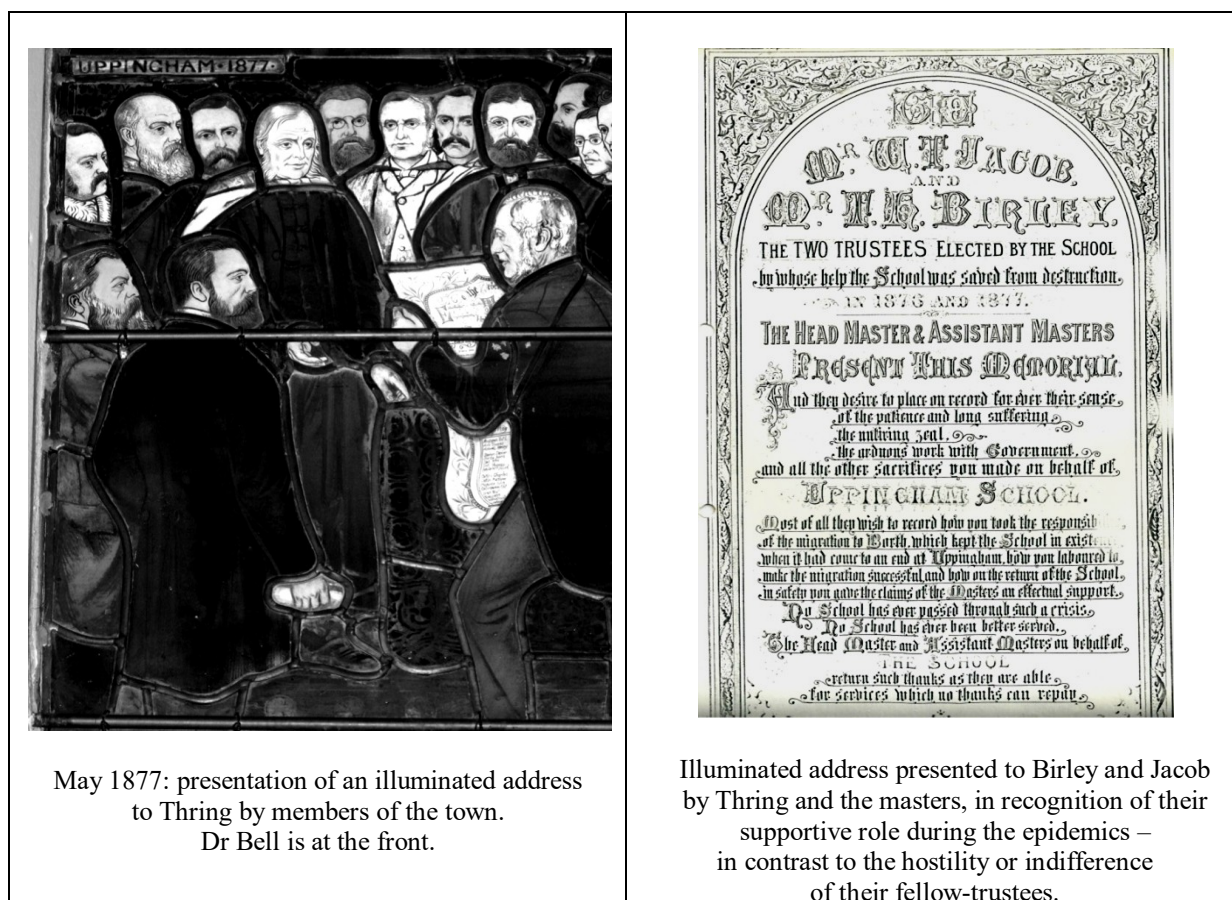 UPPINGHAM·1877·
May 1877: presentation of an illuminated address
to Thring by members of the town.
Dr Bell is at the front.
TO
MR. W. T. JACOB,
AND
MR. T. H. BIRLEY,
THE TWO TRUSTEES ELECTED BY THE SCHOOL
by whose help the School was saved from destruction,
IN 1876 AND 1877.
THE HEAD MASTER & ASSISTANT MASTERS
PRESENT THIS MEMORIAL,
And they desire to place on record for ever their sense
of the patience and long suffering,
the untiring zeal,
the arduous work with Government,
and all the other sacrifices you made on behalf of
UPPINGHAM SCHOOL.
Most of all they wish to record how you took the responsib
of the migration to Borth, which kept the School in exist
when it had come to an end at Uppingham, how you laboured to
make the migration successful, and how on the return of the School,
in safety you gave the claims of the Masters an effectual support.
No School has ever passed through such a crisis,
No School has ever been better served.
The Head Master and Assistant Masters on behalf of
THE SCHOOL
return such thanks as they are able,
for services which no thanks can repay.
Illuminated address presented to Birley and Jacob
by Thring and the masters, in recognition of their
supportive role during the epidemics –
in contrast to the hostility or indifference
of their fellow-trustees.